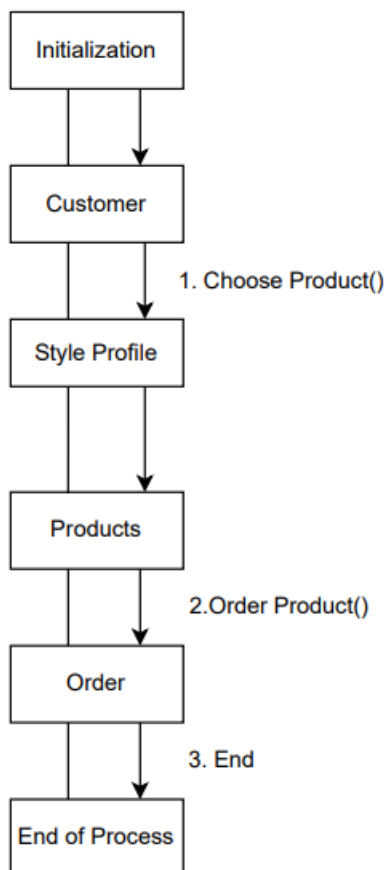 Initialization
Customer
1. Choose Product()
Style Profile
Products
2.Order Product()
Order
3. End
End of Process